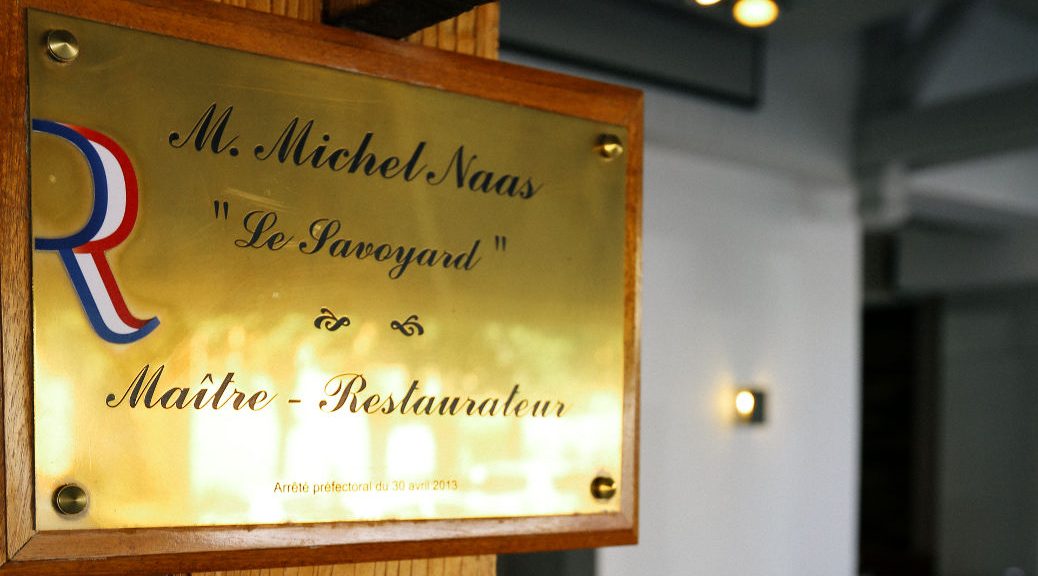 R
M. Michel Naas
"Le Savoyard"
Maître - Restaurateur
Arrêté préfectoral du 30 avril 2013